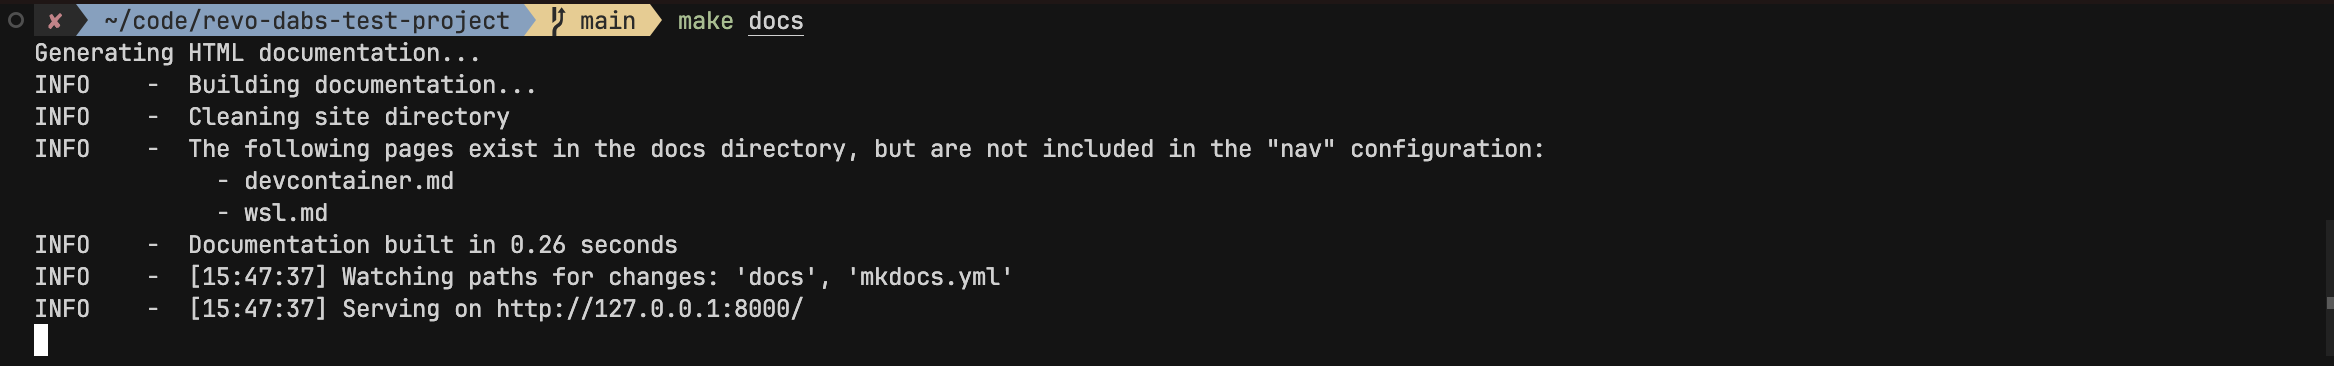 ✘ ~/code/revo-dabs-test-project main make docs
Generating HTML documentation...
INFO    -  Building documentation...
INFO    -  Cleaning site directory
INFO    -  The following pages exist in the docs directory, but are not included in the "nav" configuration:
             - devcontainer.md
             - wsl.md
INFO    -  Documentation built in 0.26 seconds
INFO    -  [15:47:37] Watching paths for changes: 'docs', 'mkdocs.yml'
INFO    -  [15:47:37] Serving on http://127.0.0.1:8000/